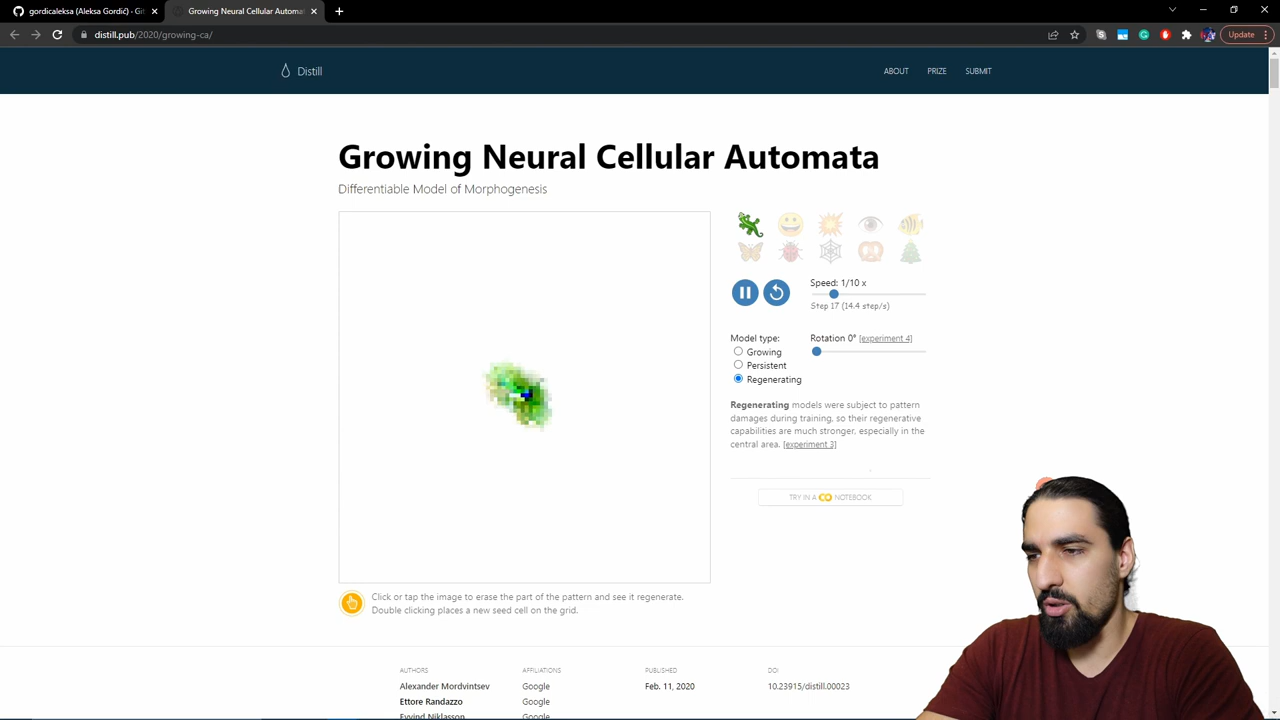 gordicaleksa (Aleksa Gordić) - Git
Growing Neural Cellular Automat
distill.pub/2020/growing-ca/
Update
Distill
ABOUT
PRIZE
SUBMIT
Growing Neural Cellular Automata
Differentiable Model of Morphogenesis
Speed: 1/10 x
Step 17 (14.4 step/s)
Model type:
Growing
Persistent
Regenerating
Rotation 0° [experiment 4]
Regenerating models were subject to pattern
damages during training, so their regenerative
capabilities are much stronger, especially in the
central area. [experiment 3]
TRY IN A CO NOTEBOOK
Click or tap the image to erase the part of the pattern and see it regenerate.
Double clicking places a new seed cell on the grid.
AUTHORS
AFFILIATIONS
PUBLISHED
DOI
Alexander Mordvintsev
Google
Feb. 11, 2020
10.23915/distill.00023
Ettore Randazzo
Google
Eyvind Niklasson
Google